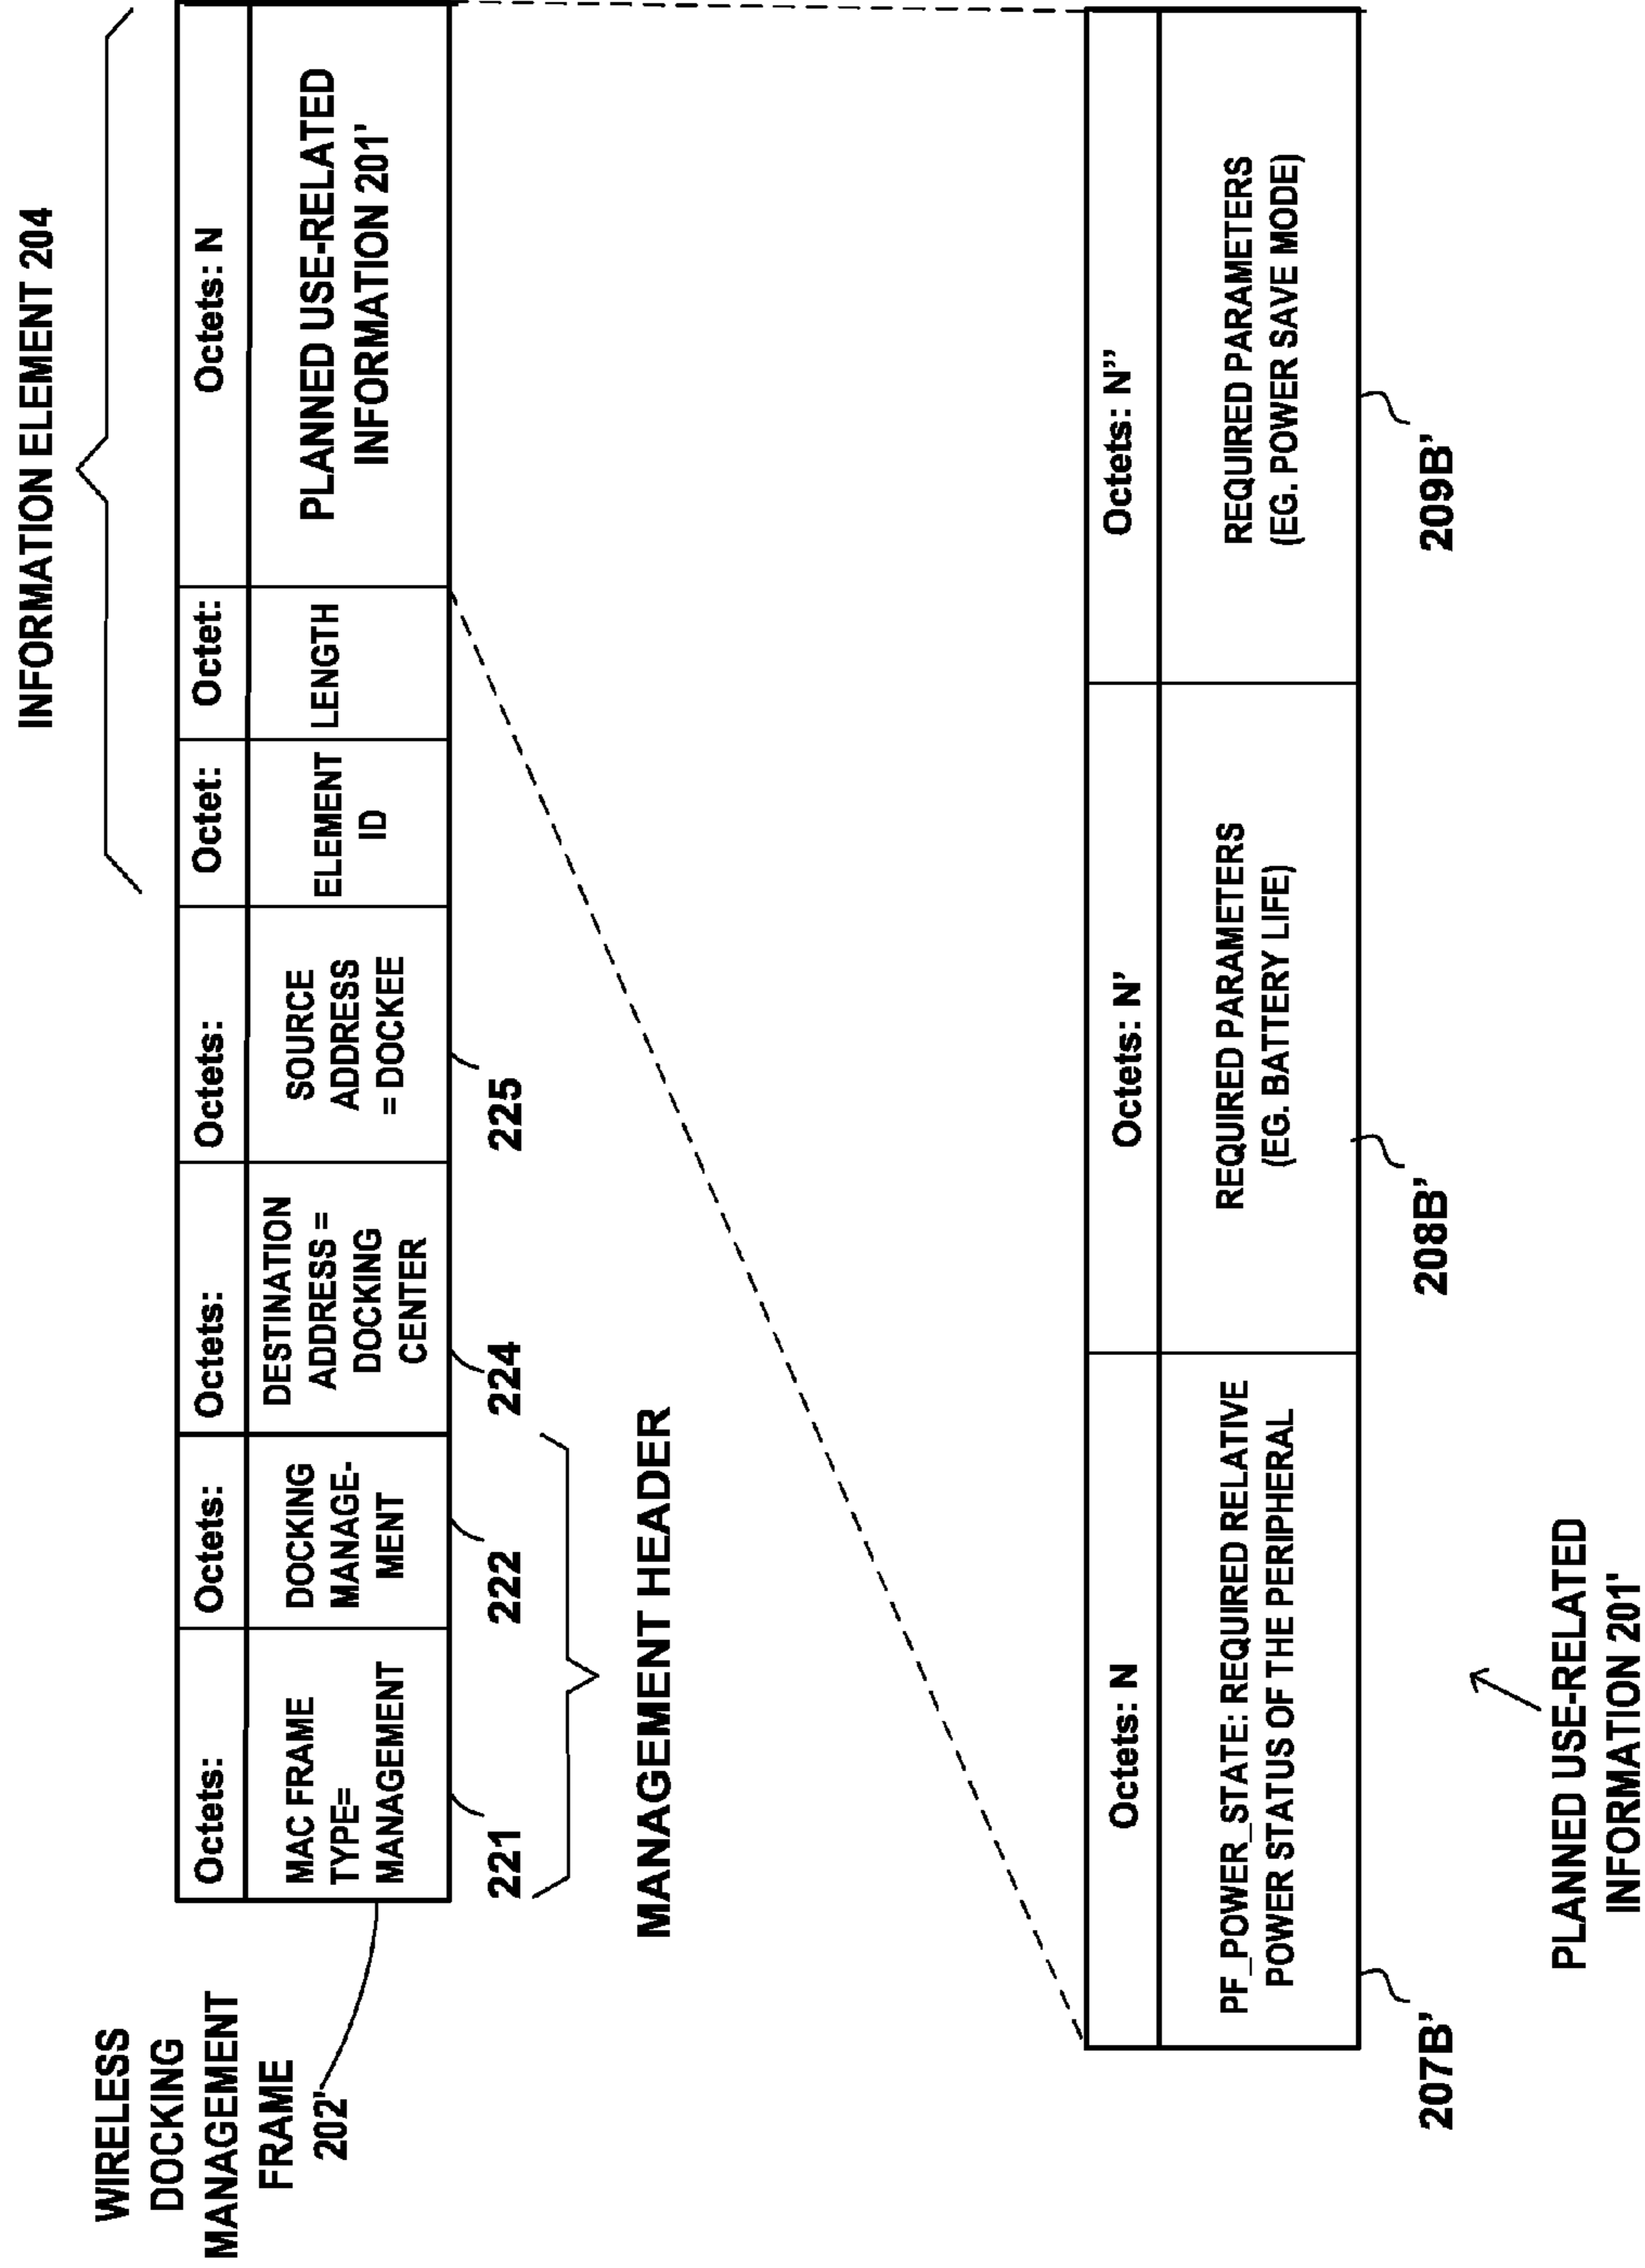 INFORMATION ELEMENT 204
WIRELESS
DOCKING
MANAGEMENT
FRAME
202'
Octets:
Octets:
Octets:
Octets:
Octet:
Octet:
Octets: N
MAC FRAME
TYPE=
MANAGEMENT
DOCKING
MANAGE-
MENT
DESTINATION
ADDRESS =
DOCKING
CENTER
SOURCE
ADDRESS
= DOCKEE
ELEMENT
ID
LENGTH
PLANNED USE-RELATED
INFORMATION 201'
221
222
224
225
MANAGEMENT HEADER
Octets: N
Octets: N'
Octets: N"
PF_POWER_STATE: REQUIRED RELATIVE
POWER STATUS OF THE PERIPHERAL
REQUIRED PARAMETERS
(EG. BATTERY LIFE)
REQUIRED PARAMETERS
(EG. POWER SAVE MODE)
207B'
208B'
209B'
PLANNED USE-RELATED
INFORMATION 201'